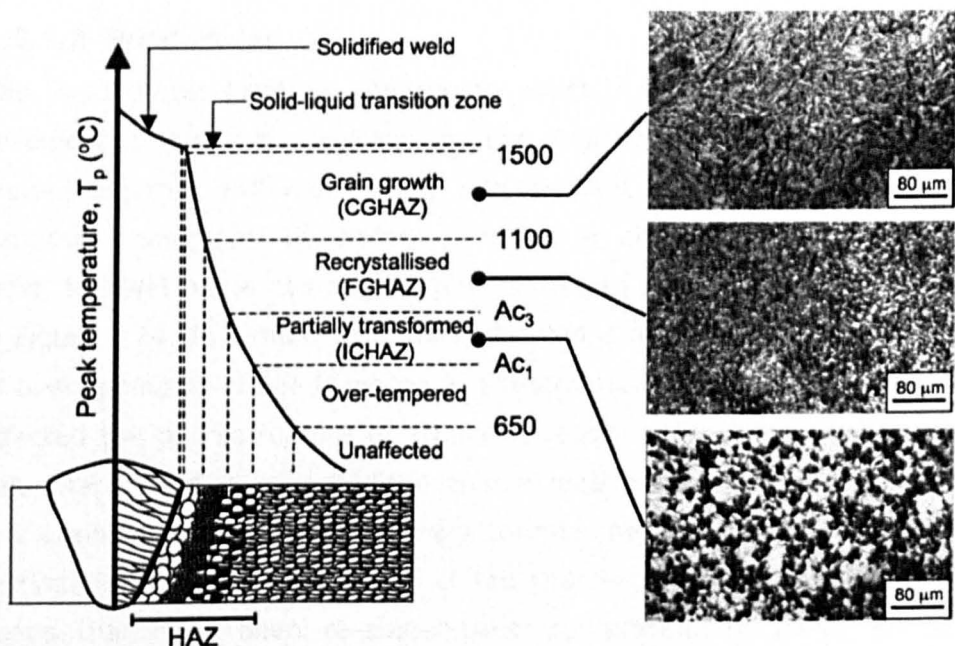 Solidified weld
Solid-liquid transition zone
Peak temperature, Tp (ºC)
1500
Grain growth
(CGHAZ)
1100
Recrystallised
(FGHAZ)
Ac3
Partially transformed
(ICHAZ)
Ac1
Over-tempered
650
Unaffected
HAZ
80 µm
80 µm
80 µm